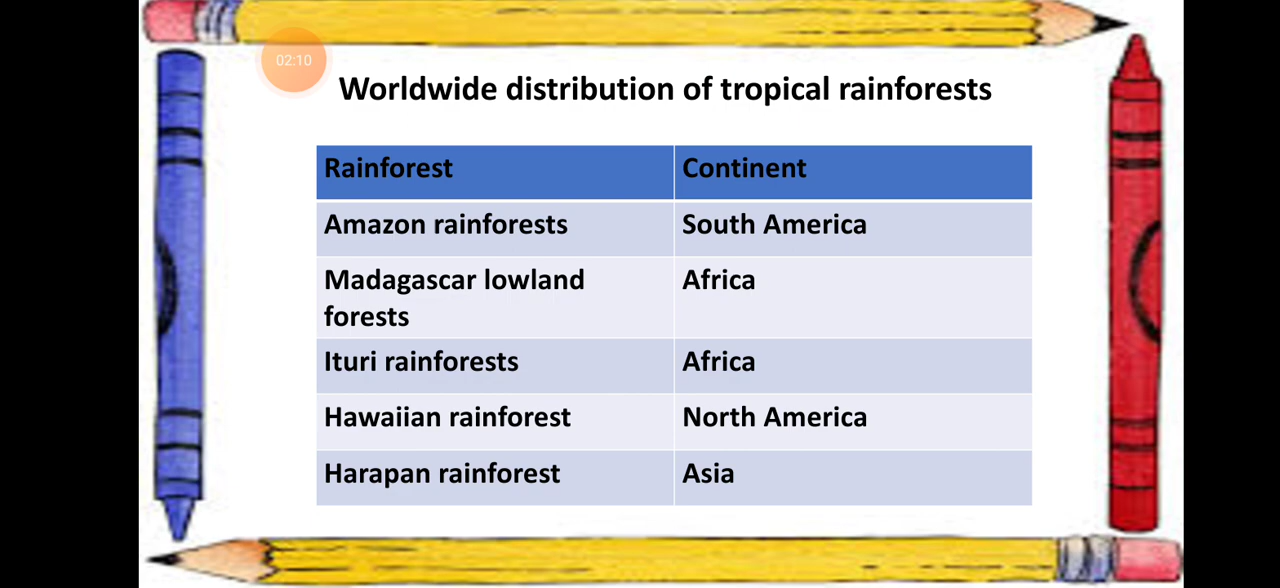 02:10
Worldwide distribution of tropical rainforests
Rainforest Continent
Amazon rainforests South America
Madagascar lowland Africa
forests
Ituri rainforests Africa
Hawaiian rainforest North America
Harapan rainforest Asia